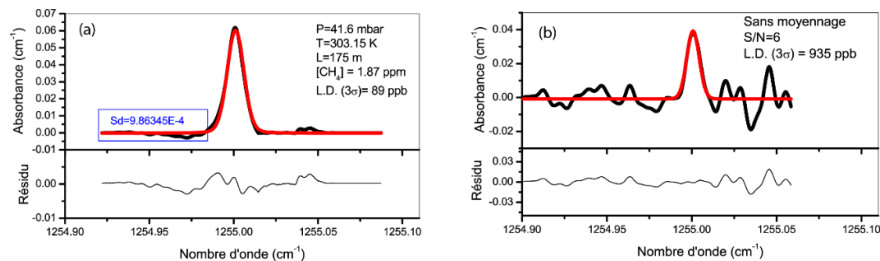 (a)
P=41.6 mbar
T=303.15 K
L=175 m
[CH4] = 1.87 ppm
L.D. (3σ)= 89 ppb
Sd=9.86345E-4
Absorbance (cm-1)
0.07
0.06
0.05
0.04
0.03
0.02
0.01
0.00
-0.01
Résidu
0.00
-0.01
1254.90 1254.95 1255.00 1255.05 1255.10
Nombre d'onde (cm-1)
(b)
Sans moyennage
S/N=6
L.D. (3σ) = 935 ppb
Absorbance (cm-1)
0.04
0.02
0.00
-0.02
Résidu
0.03
0.00
-0.03
1254.90 1254.95 1255.00 1255.05 1255.10
Nombre d'onde (cm-1)